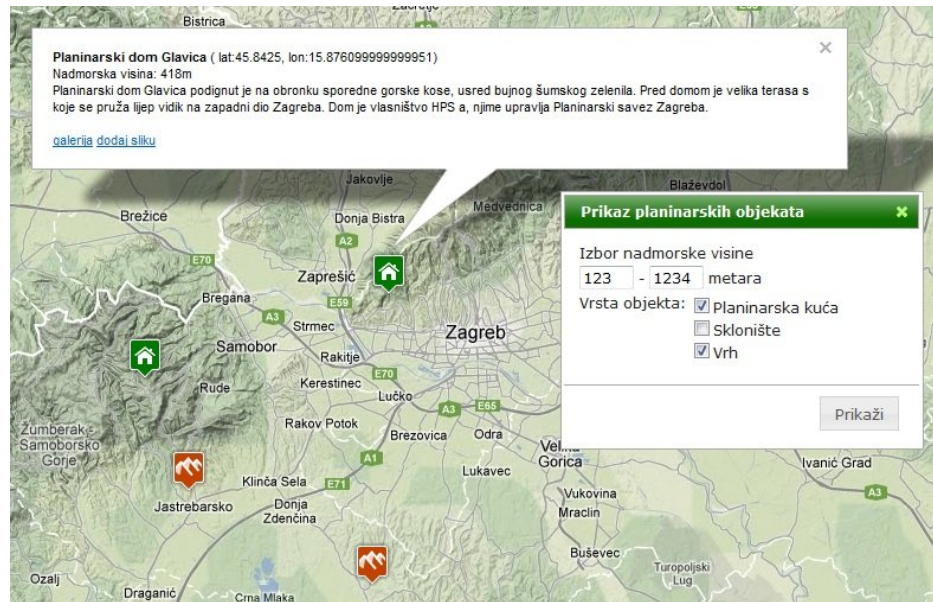 Bistrica
Planinarski dom Glavica ( lat:45.8425, lon:15.876099999999951)
Nadmorska visina: 418m
Planinarski dom Glavica podignut je na obronku sporedne gorske kose, usred bujnog šumskog zelenila. Pred domom je velika terasa s
koje se pruža lijep vidik na zapadni dio Zagreba. Dom je vlasništvo HPS a, njime upravlja Planinarski savez Zagreba.
galerija dodaj sliku
Jakovlje
Blaževdol
Brežice
Donja Bistra
Medvednica
A2
E70
Zaprešić
Bregana
E59
A3
Strmec
Zagreb
Samobor
Rakitje
E70
Rude
Kerestinec
Lučko
A3
E65
Rakov Potok
Brezovica
Odra
Žumberak -
Samoborsko
Gorje
A1
Velika
Gorica
Lukavec
Klinča Sela
E71
Jastrebarsko
Donja
Zdenčina
Vukovina
Mraclin
Buševec
Turopoljski
Lug
Ozalj
Draganić
Crna Mlaka
Ivanić Grad
A3
Prikaz planinarskih objekata
Izbor nadmorske visine
123 - 1234 metara
Vrsta objekta: Planinarska kuća
Sklonište
Vrh
Prikaži